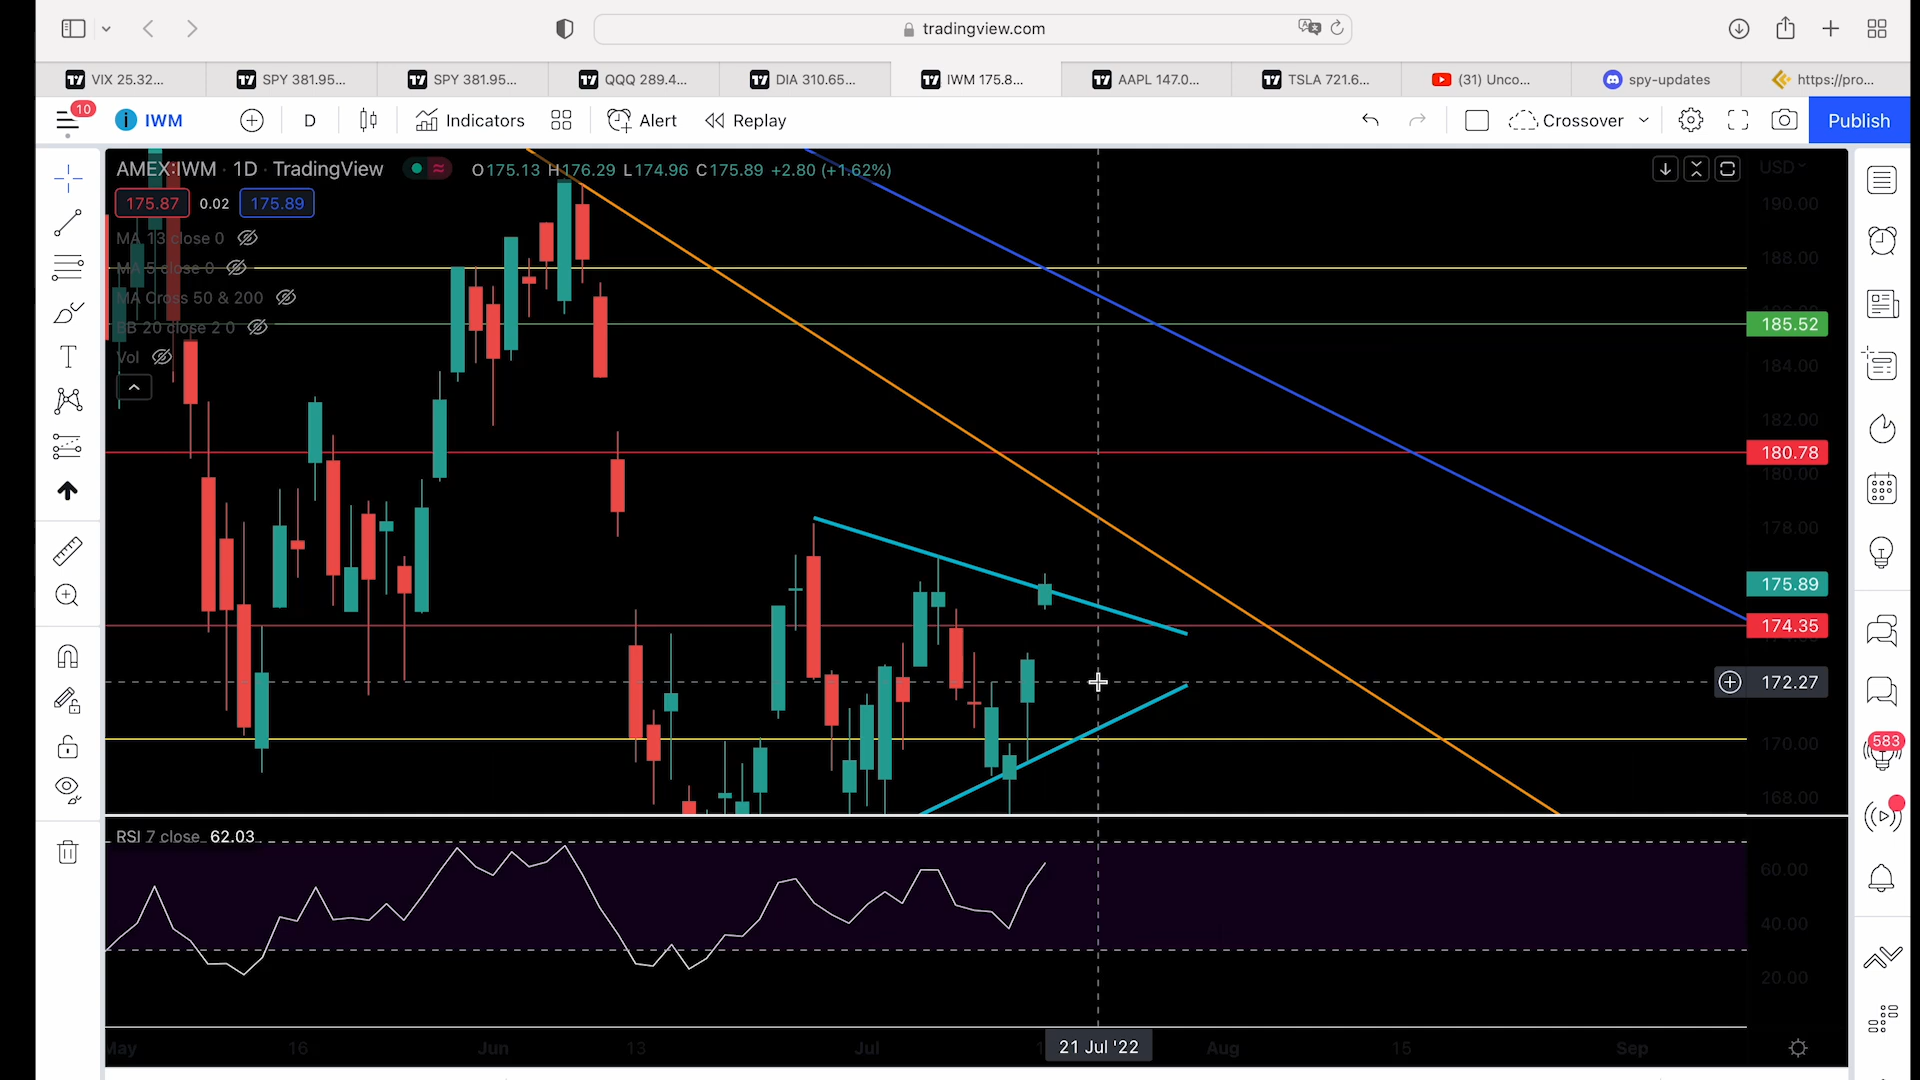 tradingview.com
VIX 25.32...
SPY 381.95...
SPY 381.95...
QQQ 289.4...
DIA 310.65...
IWM 175.8...
AAPL 147.0...
TSLA 721.6...
(31) Unco...
spy-updates
https://pro...
10
IWM
D
Indicators
Alert
Replay
Crossover
Publish
AMEX:IWM · 1D · TradingView
O175.13 H176.29 L174.96 C175.89 +2.80 (+1.62%)
USD
175.87 0.02 175.89
190.00
MA 13 close 0
188.00
MA 5 close 0
MA Cross 50 & 200
BB 20 close 2 0
185.52
Vol
184.00
182.00
180.78
180.00
178.00
175.89
174.35
172.27
170.00
583
168.00
RSI 7 close 62.03
60.00
40.00
20.00
May
16
Jun
13
Jul
21 Jul '22
Aug
15
Sep